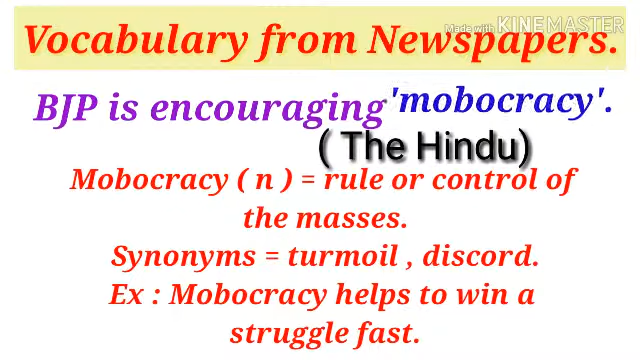 Made with KINEMASTER
Vocabulary from Newspapers.
BJP is encouraging 'mobocracy'.
( The Hindu)
Mobocracy ( n ) = rule or control of
the masses.
Synonyms = turmoil , discord.
Ex : Mobocracy helps to win a
struggle fast.